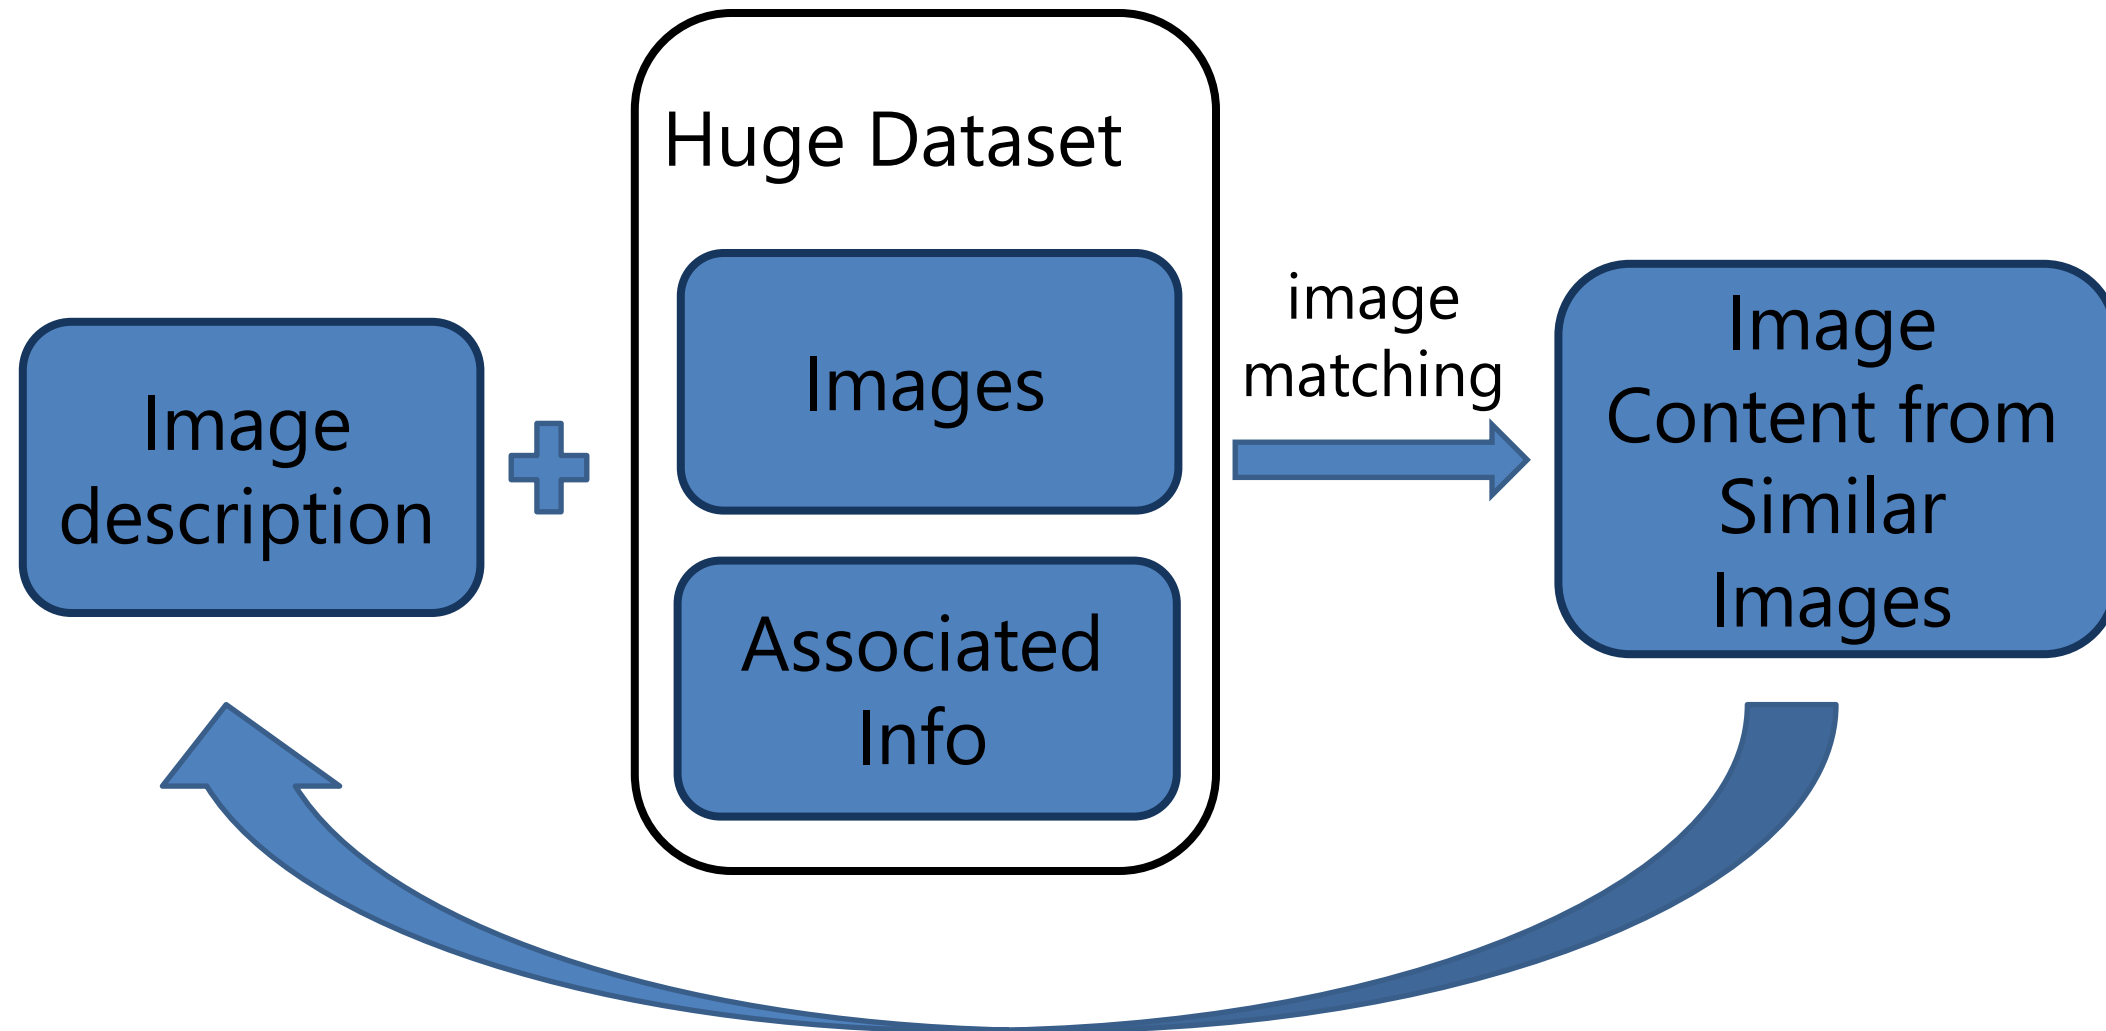 Huge Dataset
Images
Associated
Info
Image
description
image
matching
Image
Content from
Similar
Images